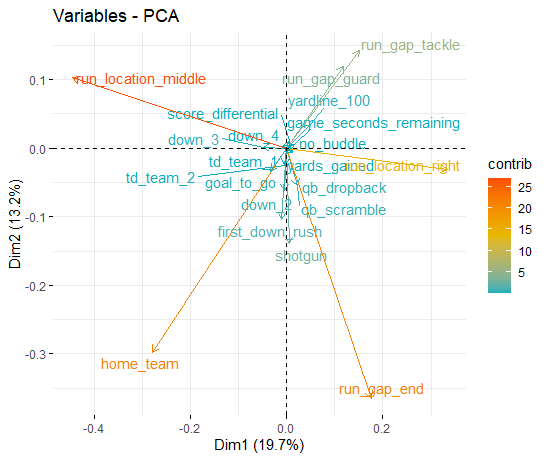 Variables - PCA
run_gap_tackle
run_location_middle
run_gap_guard
yardline_100
score_differential
game_seconds_remaining
down_4
down_3
no_huddle
td_team_1
yards_gained
run_location_right
td_team_2
goal_to_go
qb_dropback
down_2
qb_scramble
first_down_rush
shotgun
home_team
run_gap_end
0.1
0.0
-0.1
-0.2
-0.3
Dim2 (13.2%)
-0.4
-0.2
0.0
0.2
Dim1 (19.7%)
contrib
25
20
15
10
5